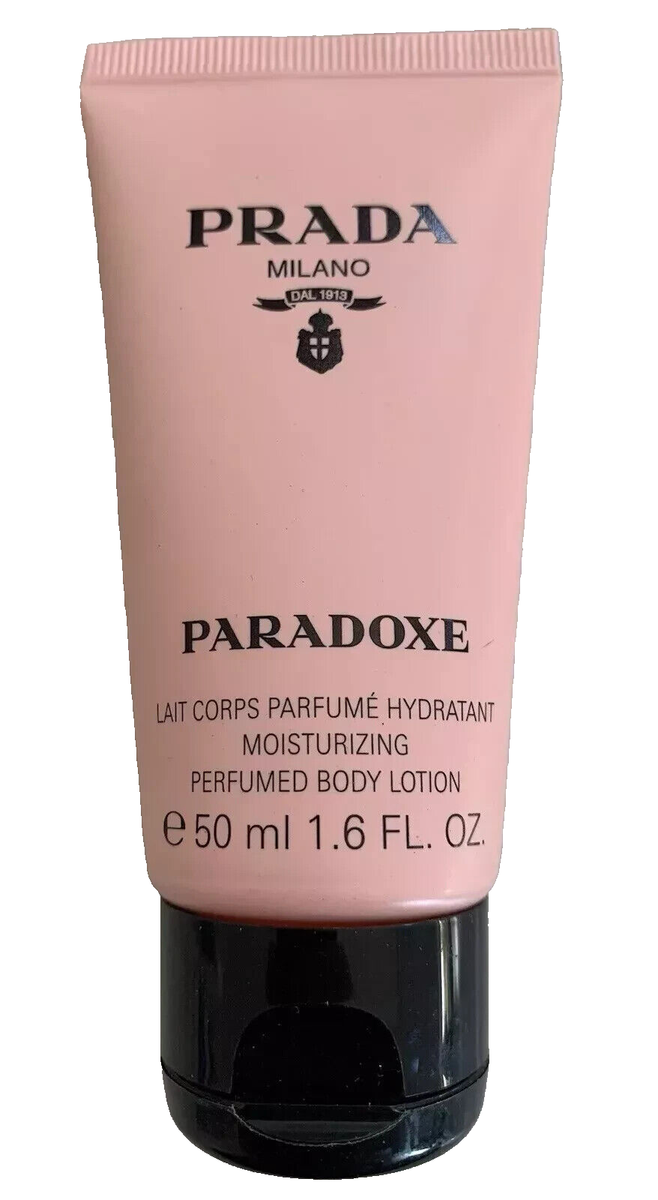 PRADA
MILANO
DAL 1913
PARADOXE
LAIT CORPS PARFUMÉ HYDRATANT
MOISTURIZING
PERFUMED BODY LOTION
℮ 50 ml 1.6 FL. OZ.